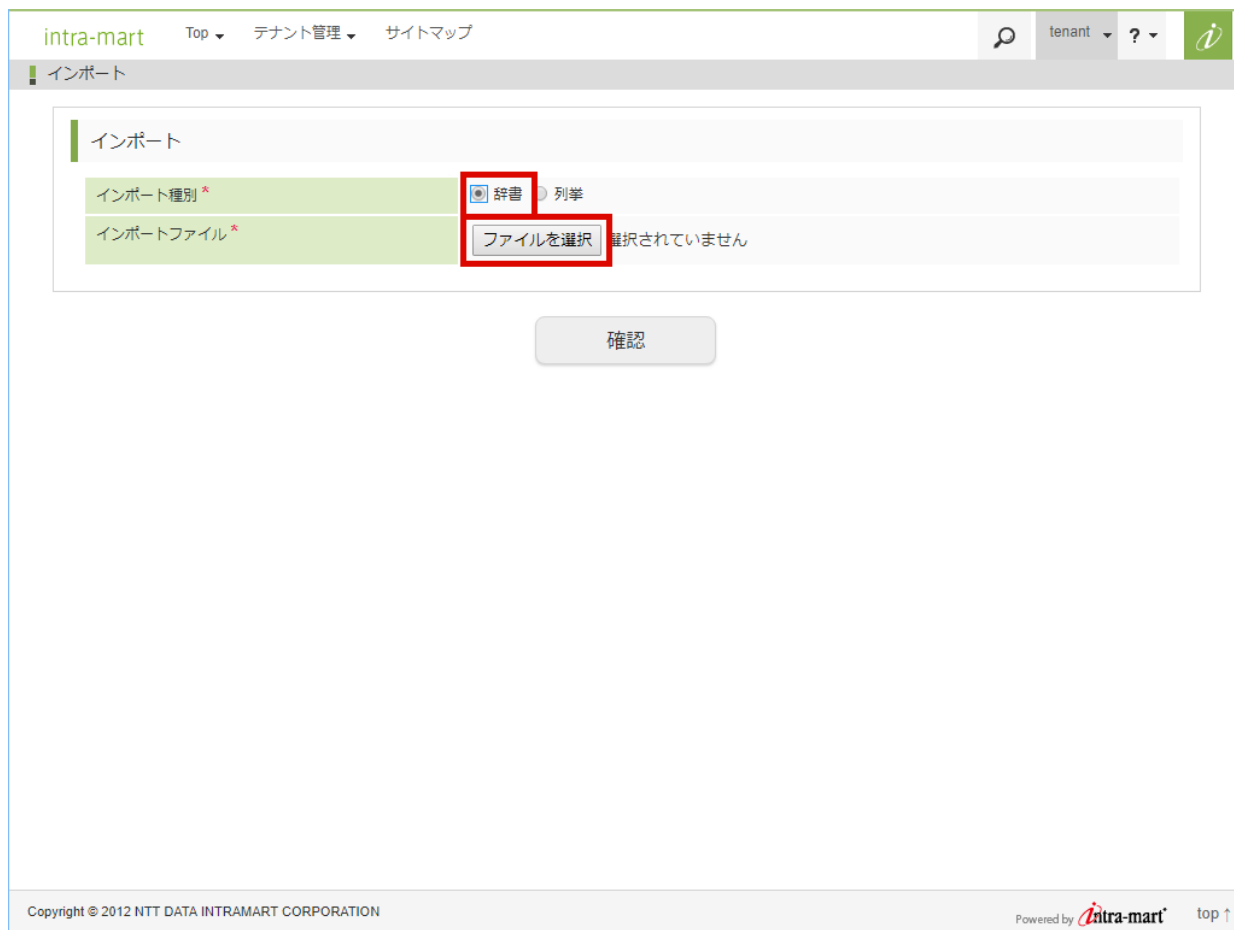 intra-mart Top テナント管理 サイトマップ tenant ?
インポート
インポート
インポート種別 * 辞書 列挙
インポートファイル * ファイルを選択 選択されていません
確認
Copyright © 2012 NTT DATA INTRAMART CORPORATION Powered by intra-mart top ↑